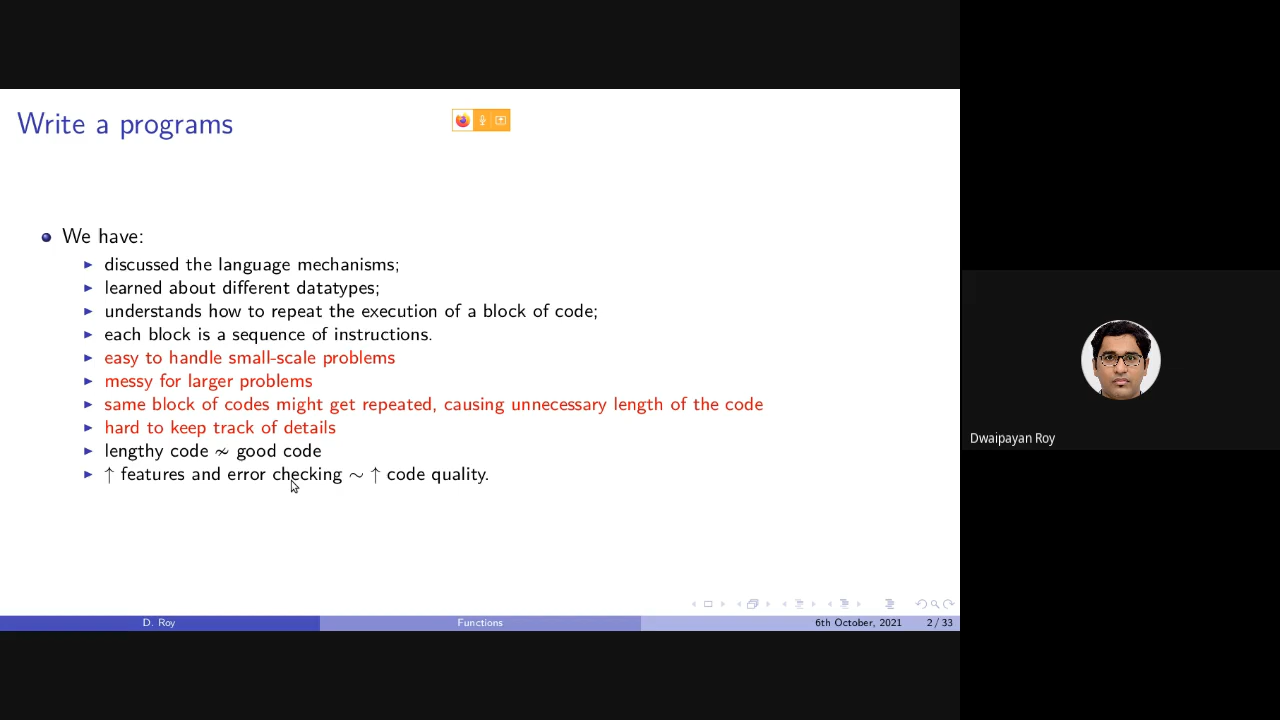 Write a programs
We have:
discussed the language mechanisms;
learned about different datatypes;
understands how to repeat the execution of a block of code;
each block is a sequence of instructions.
easy to handle small-scale problems
messy for larger problems
same block of codes might get repeated, causing unnecessary length of the code
hard to keep track of details
lengthy code ≁ good code
↑ features and error checking ∼ ↑ code quality.
Dwaipayan Roy
D. Roy Functions 6th October, 2021 2 / 33